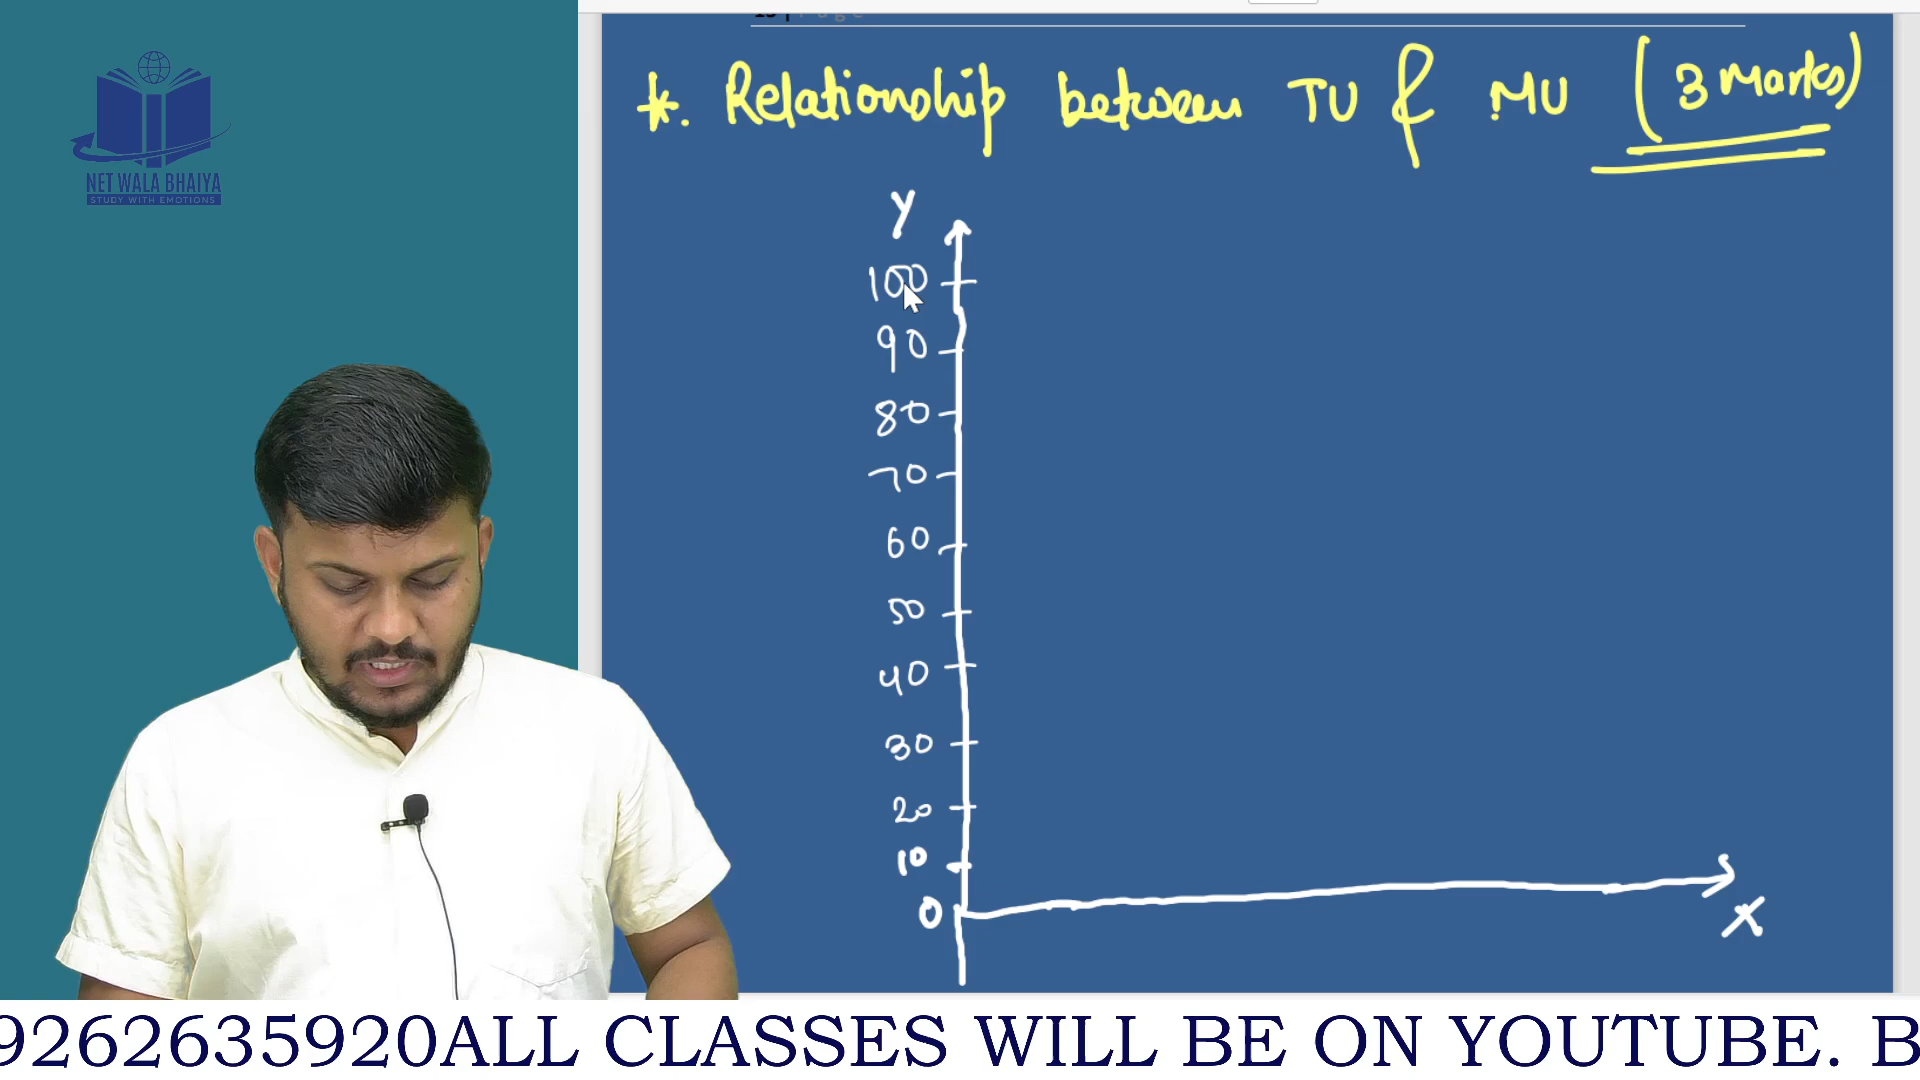 *. Relationship between TU & MU (3 Marks)
NET WALA BHAIYA
STUDY WITH EMOTIONS
Y
100
90
80
70
60
50
40
30
20
10
0
X
9262635920ALL CLASSES WILL BE ON YOUTUBE. B